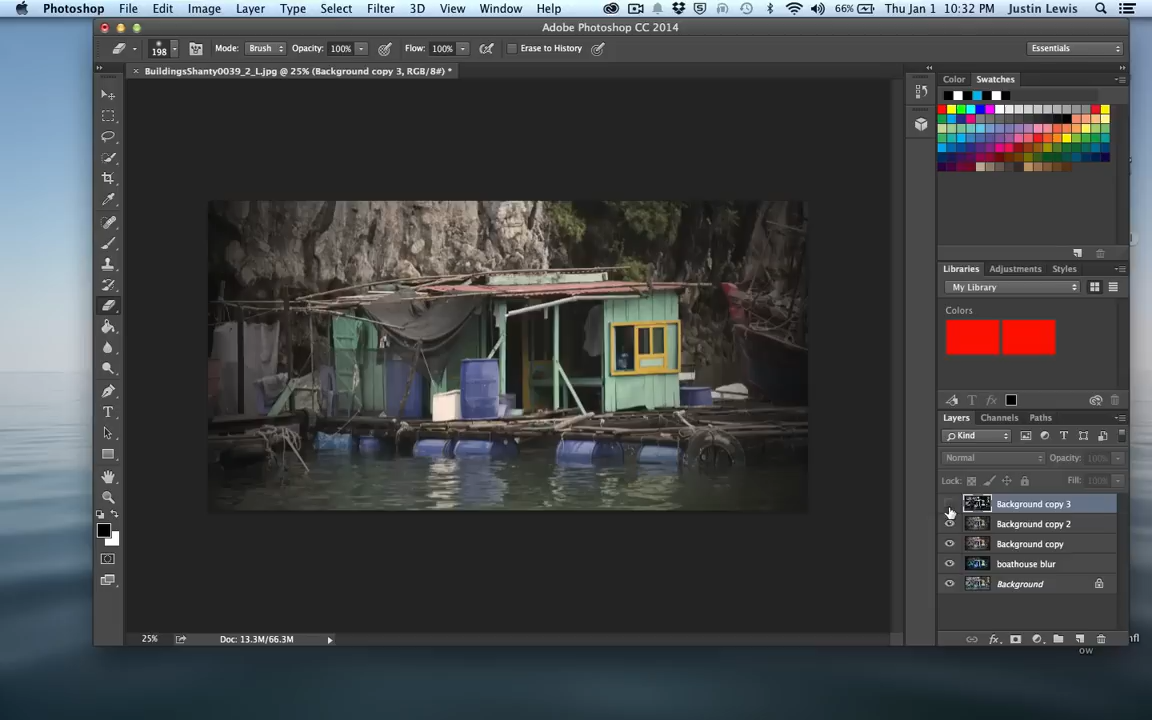 Photoshop File Edit Image Layer Type Select Filter 3D View Window Help 66% Thu Jan 1 10:32 PM Justin Lewis
Adobe Photoshop CC 2014
198 Mode: Brush Opacity: 100% Flow: 100% Erase to History Essentials
BuildingsShanty0039_2_L.jpg @ 25% (Background copy 3, RGB/8#) *
Color Swatches
Libraries Adjustments Styles
My Library
Colors
Layers Channels Paths
Kind
Normal Opacity: 100%
Lock: Fill: 100%
Background copy 3
Background copy 2
Background copy
boathouse blur
Background
25% Doc: 13.3M/66.3M
ow